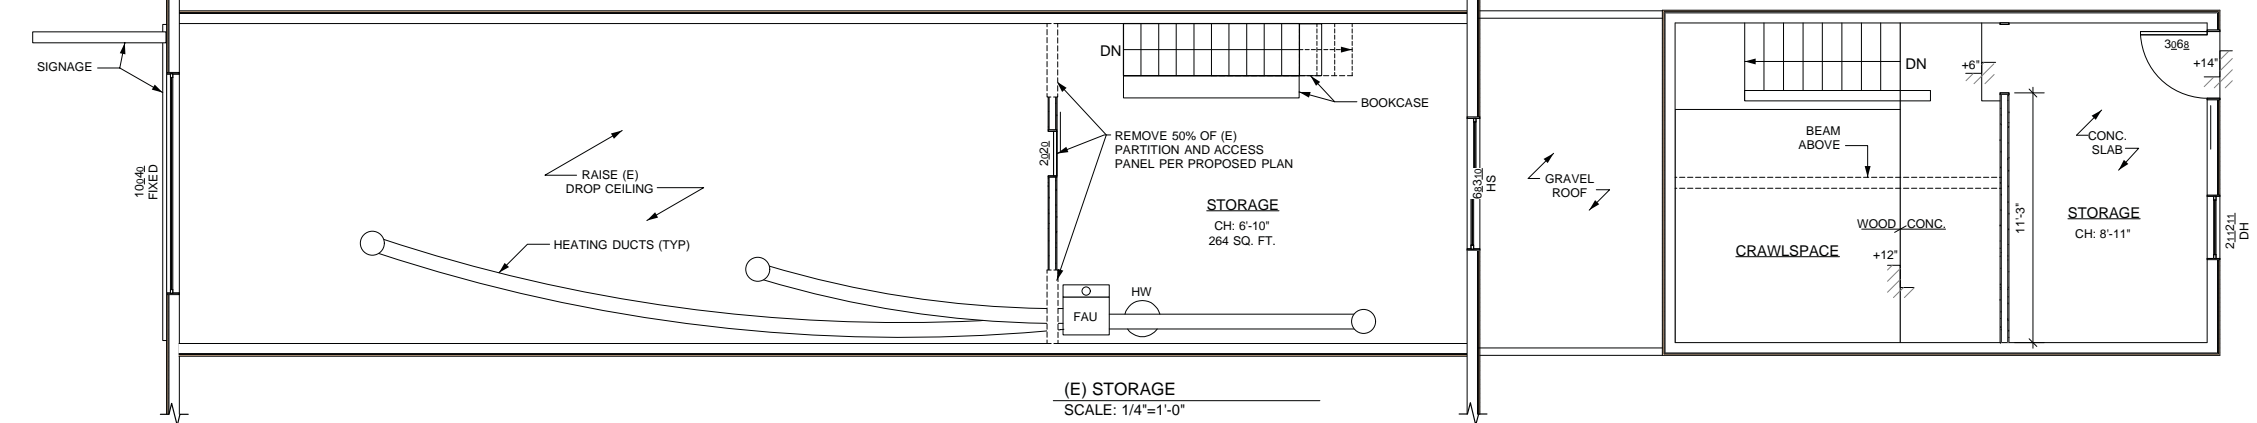 SIGNAGE
10040
FIXED
RAISE (E)
DROP CEILING
HEATING DUCTS (TYP)
2020
DN
BOOKCASE
REMOVE 50% OF (E)
PARTITION AND ACCESS
PANEL PER PROPOSED PLAN
STORAGE
CH: 6'-10"
264 SQ. FT.
HW
FAU
68310
HS
GRAVEL
ROOF
DN
+6"
BEAM
ABOVE
WOOD CONC.
CRAWLSPACE
+12"
11'-3"
3068
+14"
CONC.
SLAB
STORAGE
CH: 8'-11"
211211
DH
(E) STORAGE
SCALE: 1/4"=1'-0"